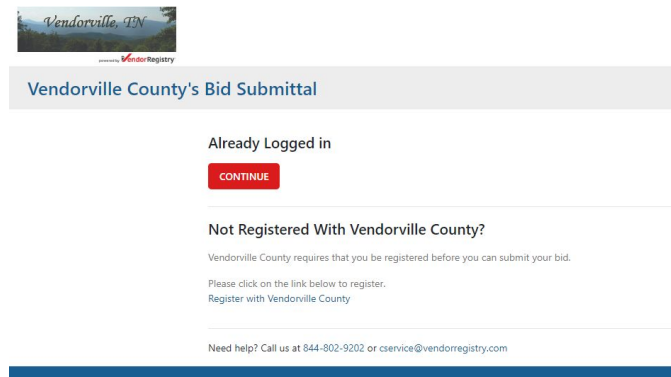 Vendorville, TN
powered by VendorRegistry
Vendorville County's Bid Submittal
Already Logged in
CONTINUE
Not Registered With Vendorville County?
Vendorville County requires that you be registered before you can submit your bid.
Please click on the link below to register.
Register with Vendorville County
Need help? Call us at 844-802-9202 or cservice@vendorregistry.com